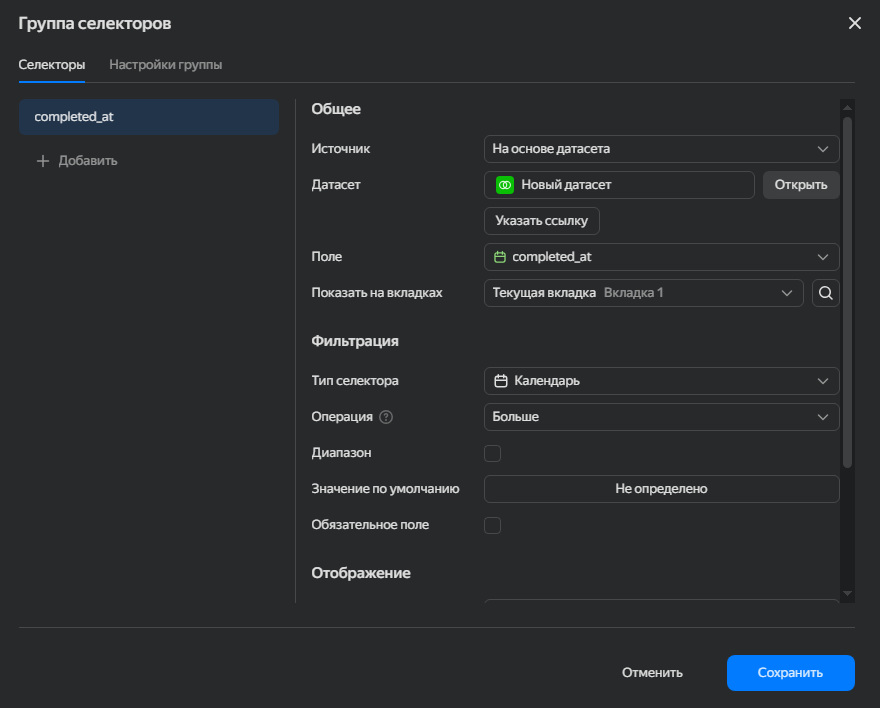 Группа селекторов
Селекторы Настройки группы
completed_at
Добавить
Общее
Источник На основе датасета
Датасет Новый датасет Открыть
Указать ссылку
Поле completed_at
Показать на вкладках Текущая вкладка Вкладка 1
Фильтрация
Тип селектора Календарь
Операция ? Больше
Диапазон
Значение по умолчанию Не определено
Обязательное поле
Отображение
Отменить Сохранить